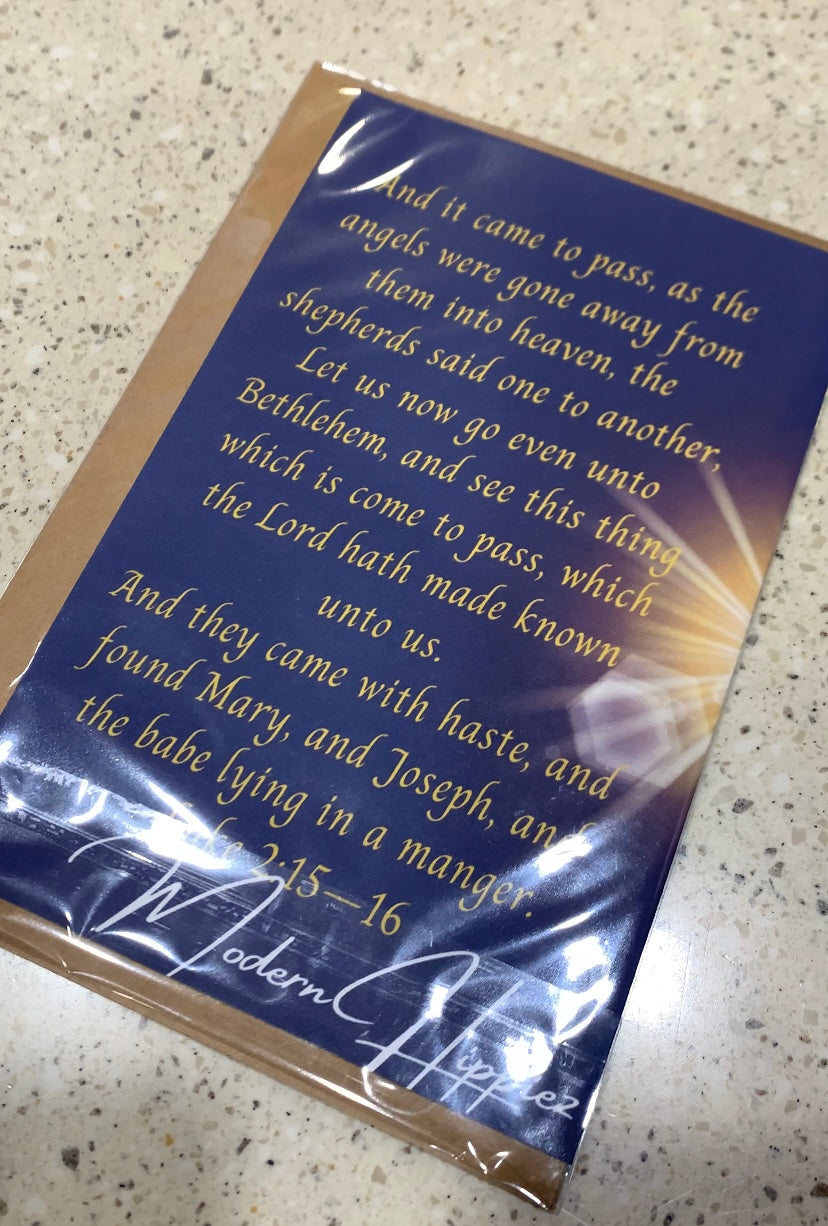 And it came to pass, as the
angels were gone away from
them into heaven, the
shepherds said one to another,
Let us now go even unto
Bethlehem, and see this thing
which is come to pass, which
the Lord hath made known
unto us.
And they came with haste, and
found Mary, and Joseph, and
the babe lying in a manger.
Luke 2:15—16
Modern Hippiez